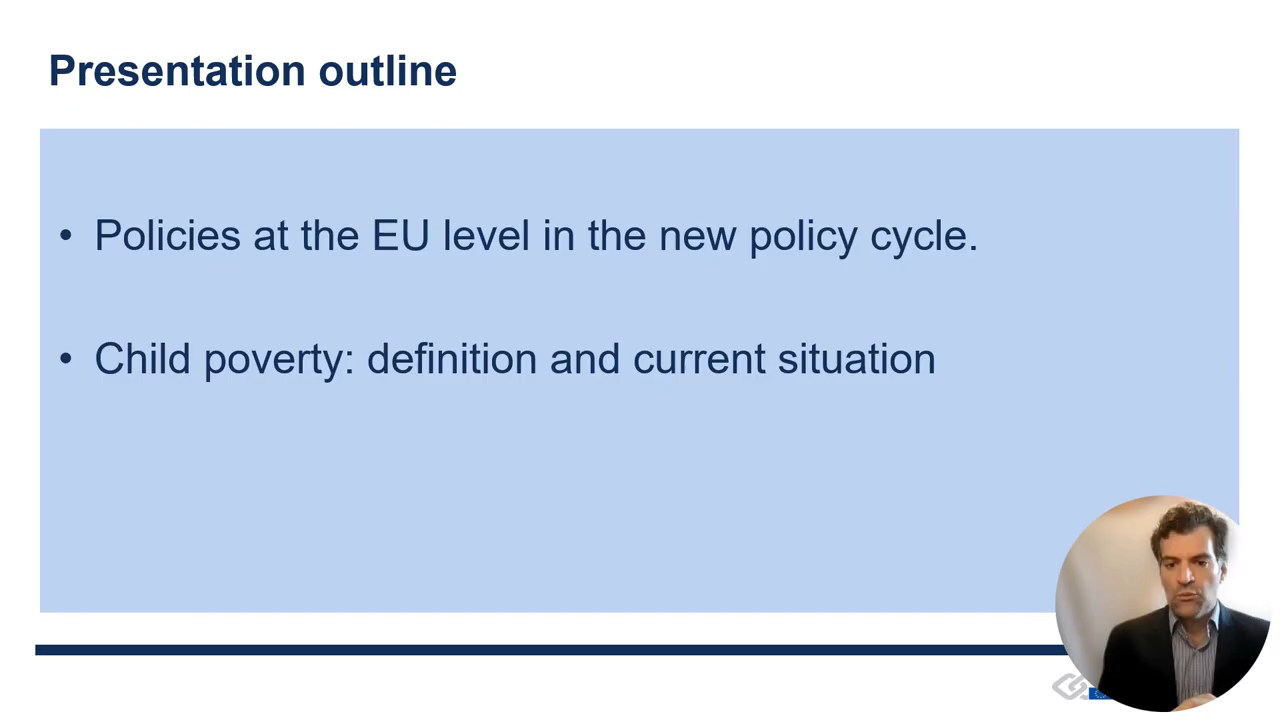 Presentation outline
• Policies at the EU level in the new policy cycle.
• Child poverty: definition and current situation